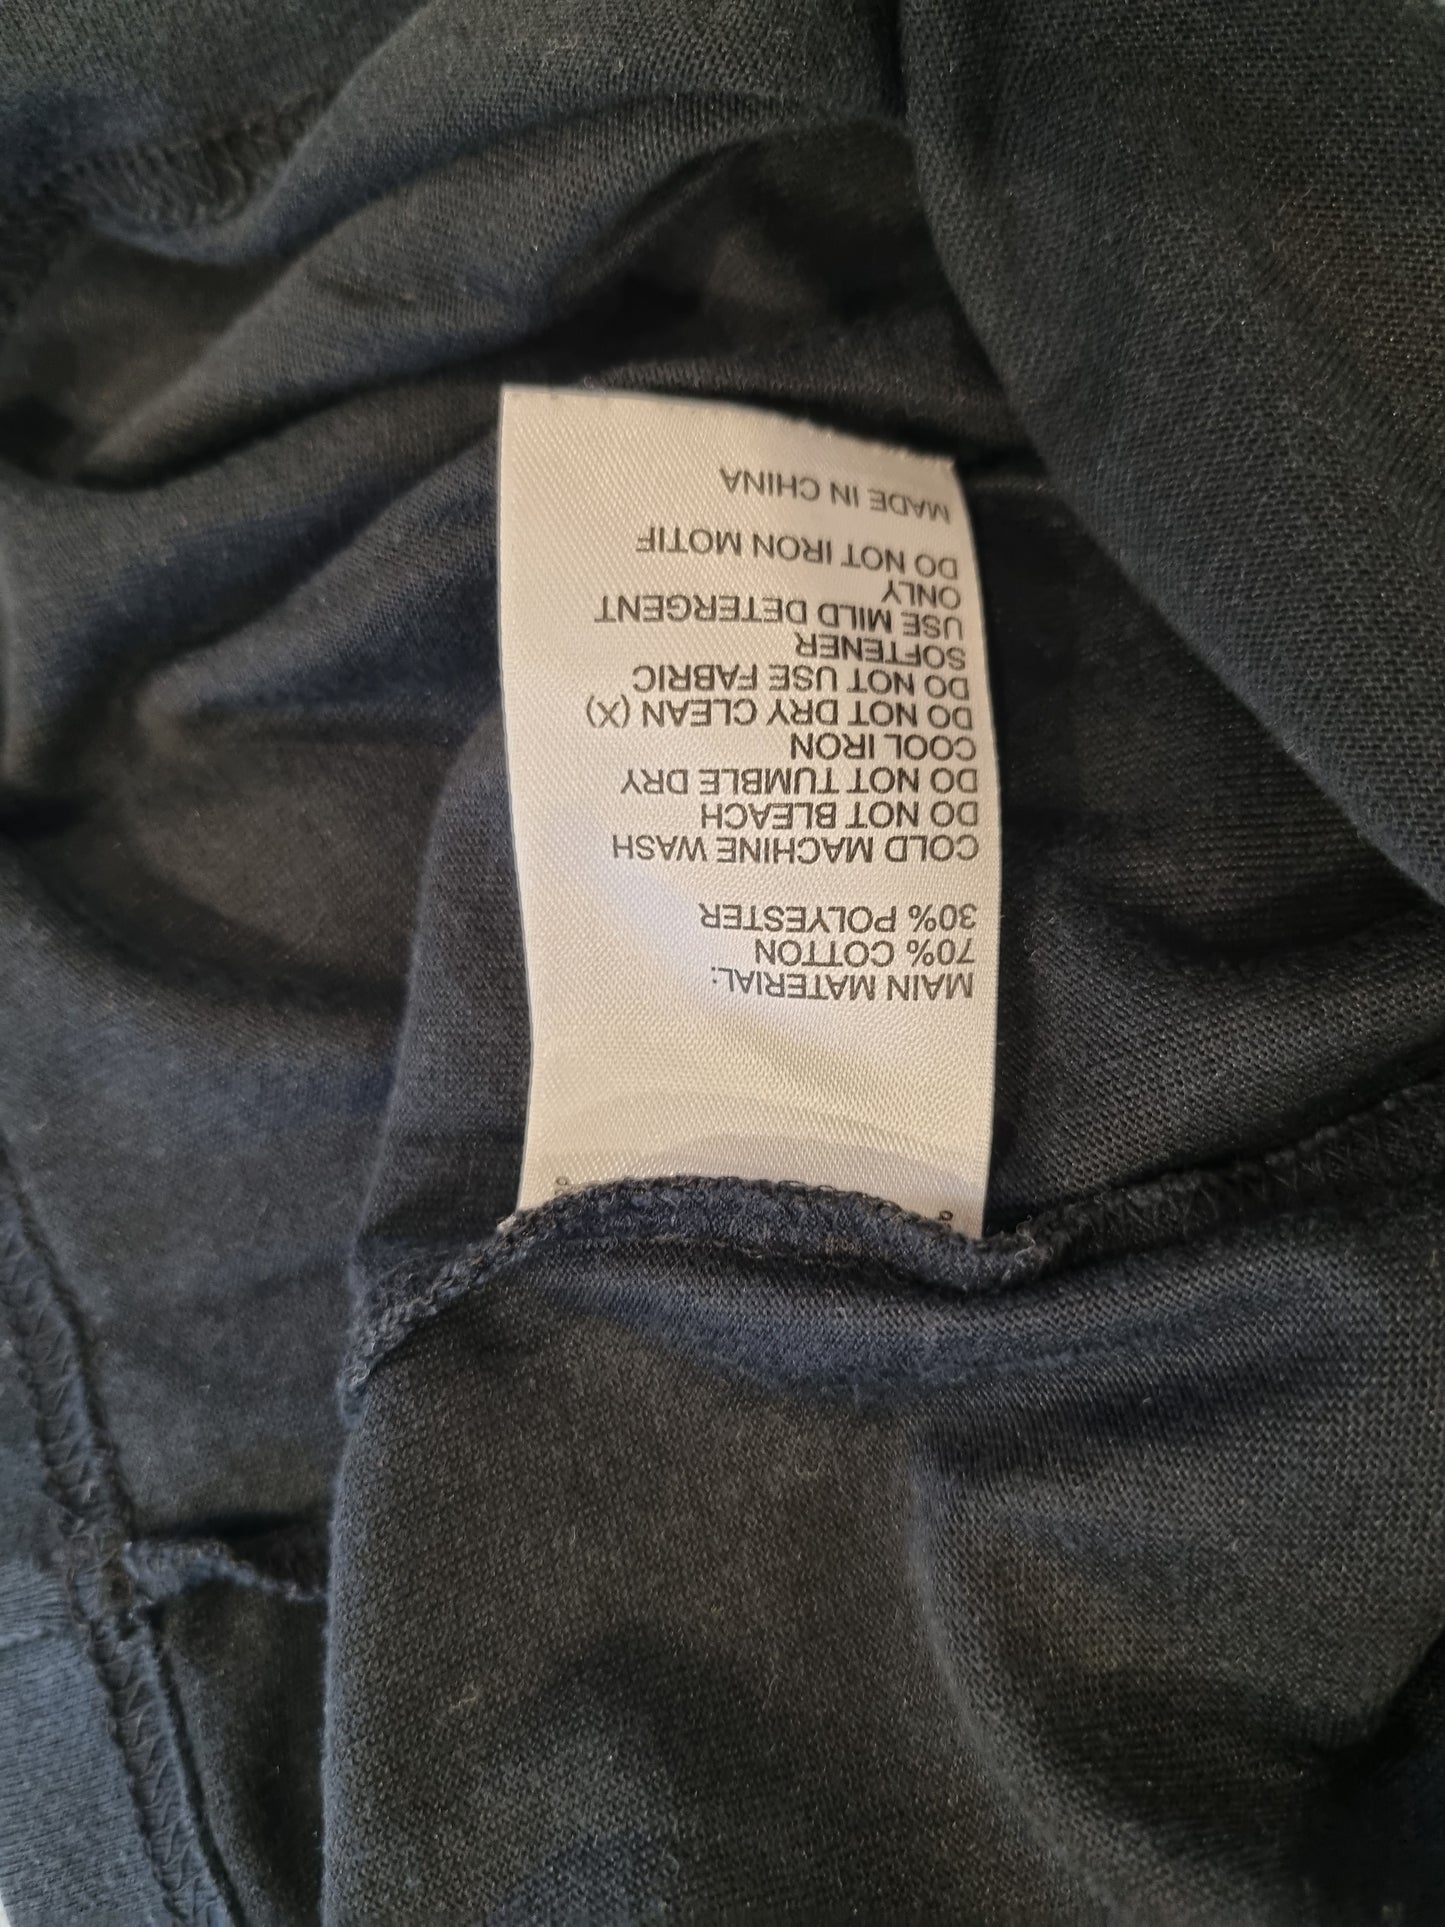 MAIN MATERIAL:
70% COTTON
30% POLYESTER
COLD MACHINE WASH
DO NOT BLEACH
DO NOT TUMBLE DRY
COOL IRON
DO NOT DRY CLEAN (X)
DO NOT USE FABRIC
SOFTENER
USE MILD DETERGENT
ONLY
DO NOT IRON MOTIF
MADE IN CHINA